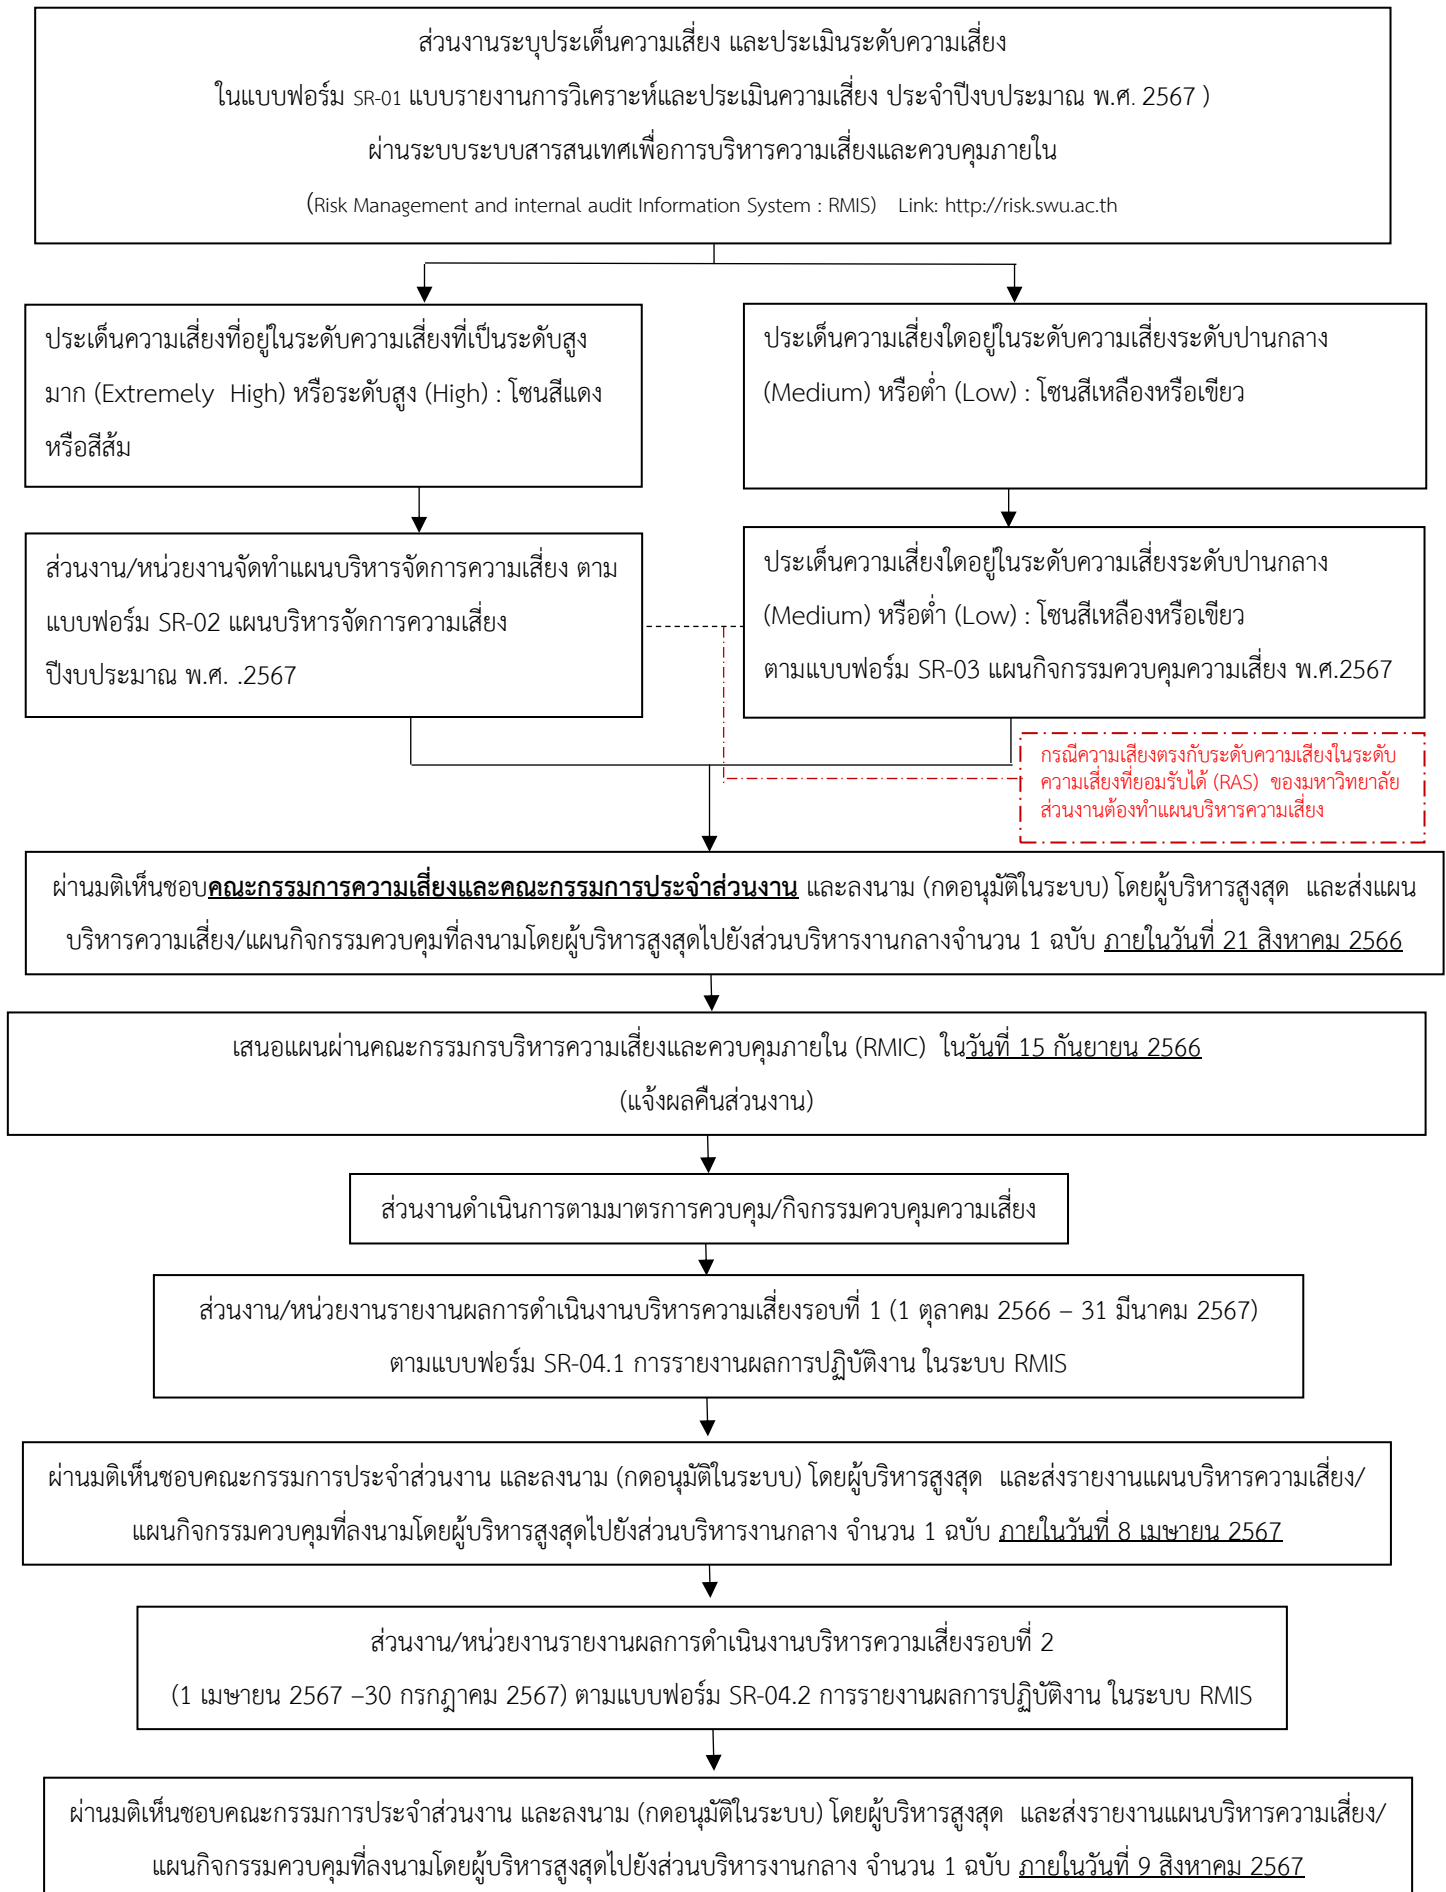 ส่วนงานระบุประเด็นความเสี่ยง และประเมินระดับความเสี่ยง
ในแบบฟอร์ม SR-01 แบบรายงานการวิเคราะห์และประเมินความเสี่ยง ประจำปีงบประมาณ พ.ศ. 2567 )
ผ่านระบบระบบสารสนเทศเพื่อการบริหารความเสี่ยงและควบคุมภายใน
(Risk Management and internal audit Information System : RMIS) Link: http://risk.swu.ac.th
ประเด็นความเสี่ยงที่อยู่ในระดับความเสี่ยงที่เป็นระดับสูง
มาก (Extremely High) หรือระดับสูง (High) : โซนสีแดง
หรือสีส้ม
ประเด็นความเสี่ยงใดอยู่ในระดับความเสี่ยงระดับปานกลาง
(Medium) หรือต่ำ (Low) : โซนสีเหลืองหรือเขียว
ส่วนงาน/หน่วยงานจัดทำแผนบริหารจัดการความเสี่ยง ตาม
แบบฟอร์ม SR-02 แผนบริหารจัดการความเสี่ยง
ปีงบประมาณ พ.ศ. .2567
ประเด็นความเสี่ยงใดอยู่ในระดับความเสี่ยงระดับปานกลาง
(Medium) หรือต่ำ (Low) : โซนสีเหลืองหรือเขียว
ตามแบบฟอร์ม SR-03 แผนกิจกรรมควบคุมความเสี่ยง พ.ศ.2567
กรณีความเสี่ยงตรงกับระดับความเสี่ยงในระดับ
ความเสี่ยงที่ยอมรับได้ (RAS) ของมหาวิทยาลัย
ส่วนงานต้องทำแผนบริหารความเสี่ยง
ผ่านมติเห็นชอบคณะกรรมการความเสี่ยงและคณะกรรมการประจำส่วนงาน และลงนาม (กดอนุมัติในระบบ) โดยผู้บริหารสูงสุด และส่งแผน
บริหารความเสี่ยง/แผนกิจกรรมควบคุมที่ลงนามโดยผู้บริหารสูงสุดไปยังส่วนบริหารงานกลางจำนวน 1 ฉบับ ภายในวันที่ 21 สิงหาคม 2566
เสนอแผนผ่านคณะกรรมกรบริหารความเสี่ยงและควบคุมภายใน (RMIC) ในวันที่ 15 กันยายน 2566
(แจ้งผลคืนส่วนงาน)
ส่วนงานดำเนินการตามมาตรการควบคุม/กิจกรรมควบคุมความเสี่ยง
ส่วนงาน/หน่วยงานรายงานผลการดำเนินงานบริหารความเสี่ยงรอบที่ 1 (1 ตุลาคม 2566 – 31 มีนาคม 2567)
ตามแบบฟอร์ม SR-04.1 การรายงานผลการปฏิบัติงาน ในระบบ RMIS
ผ่านมติเห็นชอบคณะกรรมการประจำส่วนงาน และลงนาม (กดอนุมัติในระบบ) โดยผู้บริหารสูงสุด และส่งรายงานแผนบริหารความเสี่ยง/
แผนกิจกรรมควบคุมที่ลงนามโดยผู้บริหารสูงสุดไปยังส่วนบริหารงานกลาง จำนวน 1 ฉบับ ภายในวันที่ 8 เมษายน 2567
ส่วนงาน/หน่วยงานรายงานผลการดำเนินงานบริหารความเสี่ยงรอบที่ 2
(1 เมษายน 2567 –30 กรกฎาคม 2567) ตามแบบฟอร์ม SR-04.2 การรายงานผลการปฏิบัติงาน ในระบบ RMIS
ผ่านมติเห็นชอบคณะกรรมการประจำส่วนงาน และลงนาม (กดอนุมัติในระบบ) โดยผู้บริหารสูงสุด และส่งรายงานแผนบริหารความเสี่ยง/
แผนกิจกรรมควบคุมที่ลงนามโดยผู้บริหารสูงสุดไปยังส่วนบริหารงานกลาง จำนวน 1 ฉบับ ภายในวันที่ 9 สิงหาคม 2567